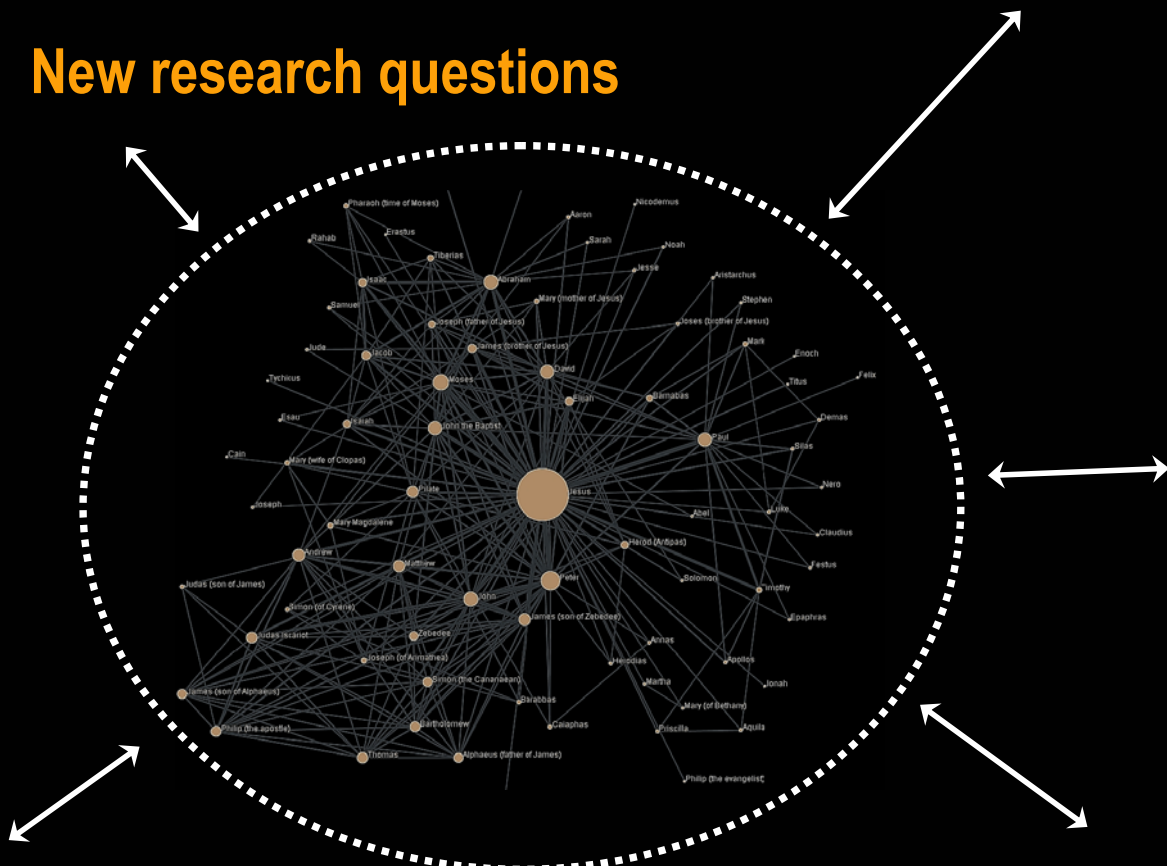 New research questions
Pharaoh (time of Moses)
Nicodemus
Aaron
Erastus
Rahab
Sarah
Noah
Tiberias
Jesse
Isaac
Abraham
Aristarchus
Mary (mother of Jesus)
Stephen
Samuel
Joseph (father of Jesus)
Joses (brother of Jesus)
Mark
James (brother of Jesus)
Jude
Jacob
Enoch
David
Felix
Tychicus
Moses
Titus
Elijah
Barnabas
Esau
Demas
Isaiah
John the Baptist
Paul
Silas
Cain
Mary (wife of Clopas)
Nero
Pilate
Jesus
Joseph
Abel
Luke
Mary Magdalene
Claudius
Herod (Antipas)
Andrew
Matthew
Festus
Peter
Solomon
Judas (son of James)
Timothy
John
Simon (of Cyrene)
James (son of Zebedee)
Epaphras
Judas Iscariot
Zebedee
Annas
Joseph (of Arimathea)
Herodias
Apollos
Simon (the Cananaean)
Martha
Jonah
James (son of Alphaeus)
Barabbas
Mary (of Bethany)
Philip (the apostle)
Bartholomew
Caiaphas
Priscilla
Aquila
Thomas
Alphaeus (father of James)
Philip (the evangelist)